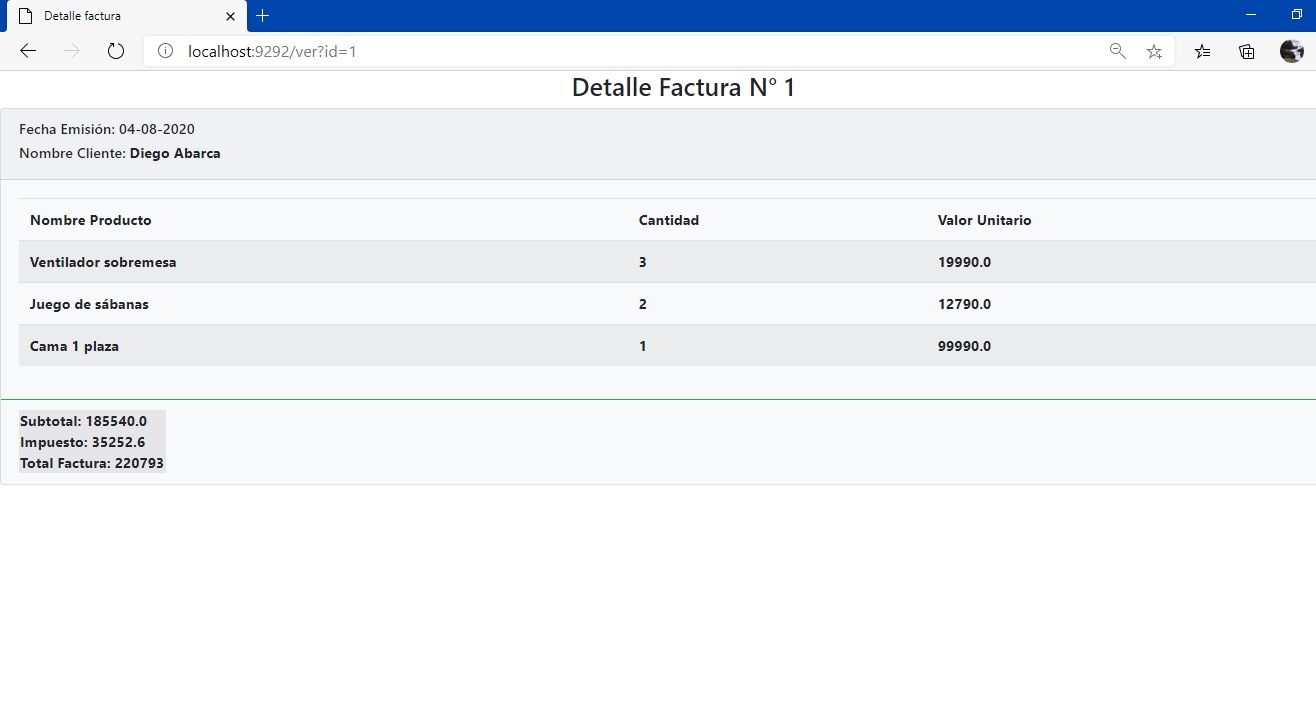 Detalle factura
localhost:9292/ver?id=1
Detalle Factura N° 1
Fecha Emisión: 04-08-2020
Nombre Cliente: Diego Abarca
Nombre Producto Cantidad Valor Unitario
Ventilador sobremesa 3 19990.0
Juego de sábanas 2 12790.0
Cama 1 plaza 1 99990.0
Subtotal: 185540.0
Impuesto: 35252.6
Total Factura: 220793